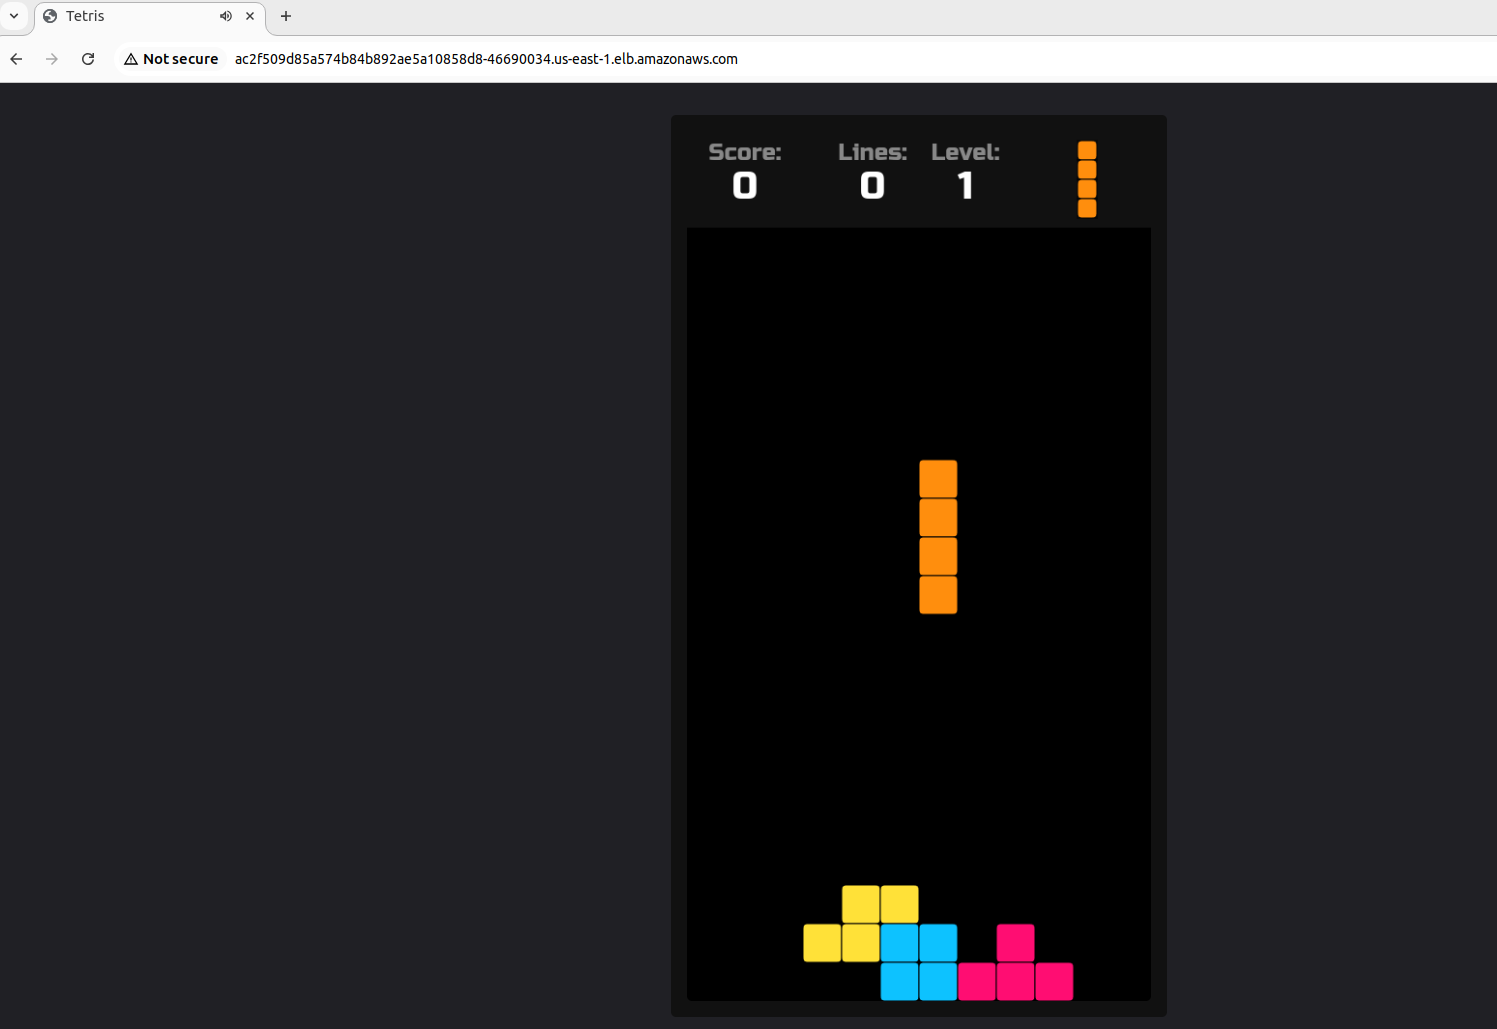 Tetris
Not secure ac2f509d85a574b84b892ae5a10858d8-46690034.us-east-1.elb.amazonaws.com
Score: Lines: Level:
0 0 1